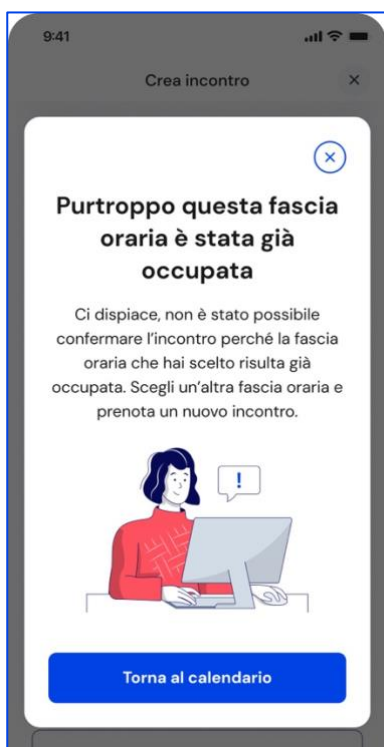 9:41
Crea incontro
Purtroppo questa fascia
oraria è stata già
occupata
Ci dispiace, non è stato possibile
confermare l’incontro perché la fascia
oraria che hai scelto risulta già
occupata. Scegli un’altra fascia oraria e
prenota un nuovo incontro.
!
Torna al calendario